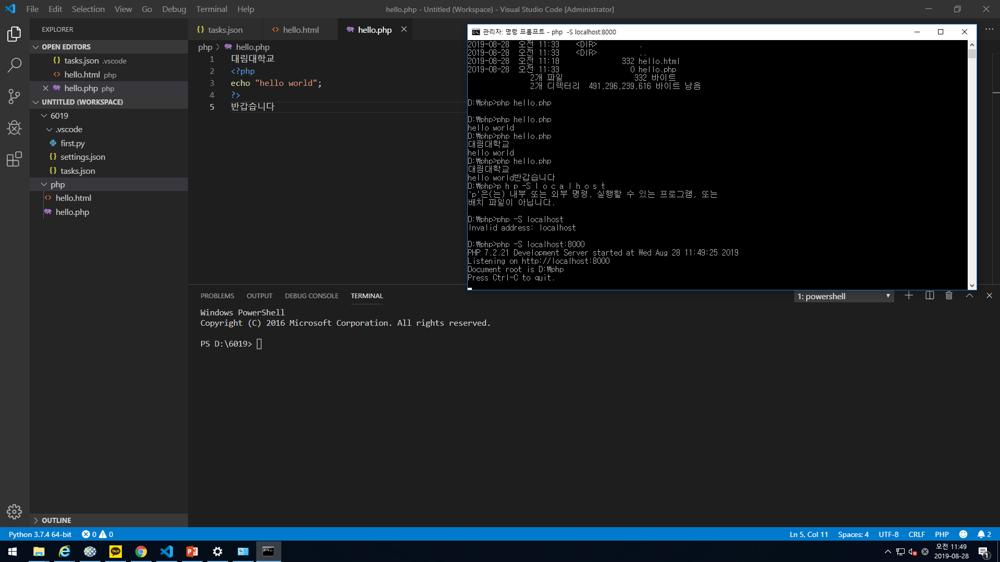 File Edit Selection View Go Debug Terminal Help
hello.php - Untitled (Workspace) - Visual Studio Code [Administrator]
EXPLORER
OPEN EDITORS
tasks.json .vscode
hello.html php
hello.php php
UNTITLED (WORKSPACE)
6019
.vscode
first.py
settings.json
tasks.json
php
hello.html
hello.php
OUTLINE
tasks.json hello.html hello.php
php > hello.php
1 대림대학교
2 <?php
3 echo "hello world";
4 ?>
5 반갑습니다
관리자: 명령 프롬프트 - php -S localhost:8000
2019-08-28 오전 11:33 <DIR> .
2019-08-28 오전 11:33 <DIR> ..
2019-08-28 오전 11:18 332 hello.html
2019-08-28 오전 11:33 0 hello.php
2개 파일 332 바이트
2개 디렉터리 491,296,239,616 바이트 남음
D:\php>php hello.php
D:\php>php hello.php
hello world
D:\php>php hello.php
대림대학교
hello world
D:\php>php hello.php
대림대학교
hello world반갑습니다
D:\php>p h p -S l o c a l h o s t
'p'은(는) 내부 또는 외부 명령, 실행할 수 있는 프로그램, 또는
배치 파일이 아닙니다.
D:\php>php -S localhost
Invalid address: localhost
D:\php>php -S localhost:8000
PHP 7.2.21 Development Server started at Wed Aug 28 11:49:25 2019
Listening on http://localhost:8000
Document root is D:\php
Press Ctrl-C to quit.
PROBLEMS OUTPUT DEBUG CONSOLE TERMINAL
1: powershell
Windows PowerShell
Copyright (C) 2016 Microsoft Corporation. All rights reserved.
PS D:\6019>
Python 3.7.4 64-bit 0 0
Ln 5, Col 11 Spaces: 4 UTF-8 CRLF PHP 2
TALK
오전 11:49
2019-08-28
1